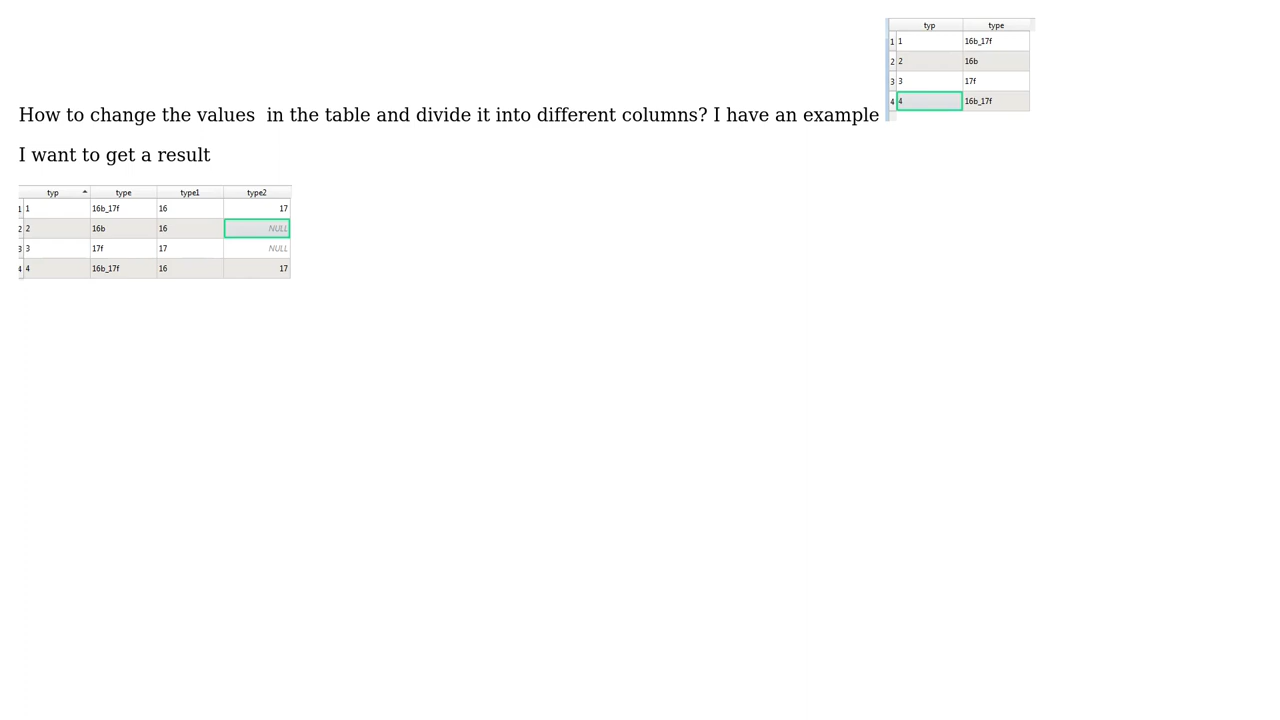 typ type
1 1 16b_17f
2 2 16b
3 3 17f
4 4 16b_17f
How to change the values  in the table and divide it into different columns? I have an example
I want to get a result
typ type type1 type2
1 1 16b_17f 16 17
2 2 16b 16 NULL
3 3 17f 17 NULL
4 4 16b_17f 16 17